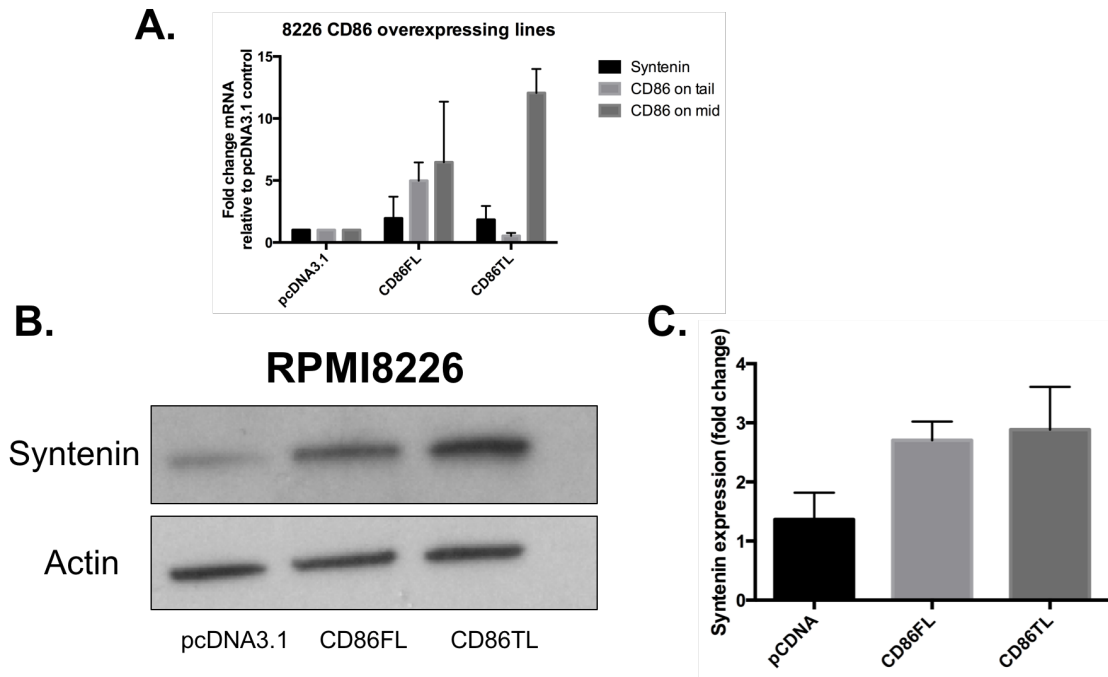 A.
8226 CD86 overexpressing lines
Fold change mRNA
relative to pcDNA3.1 control
15
10
5
0
pcDNA3.1
CD86FL
CD86TL
Syntenin
CD86 on tail
CD86 on mid
B.
RPMI8226
Syntenin
Actin
pcDNA3.1 CD86FL CD86TL
C.
Syntenin expression (fold change)
4
3
2
1
0
pCDNA
CD86FL
CD86TL